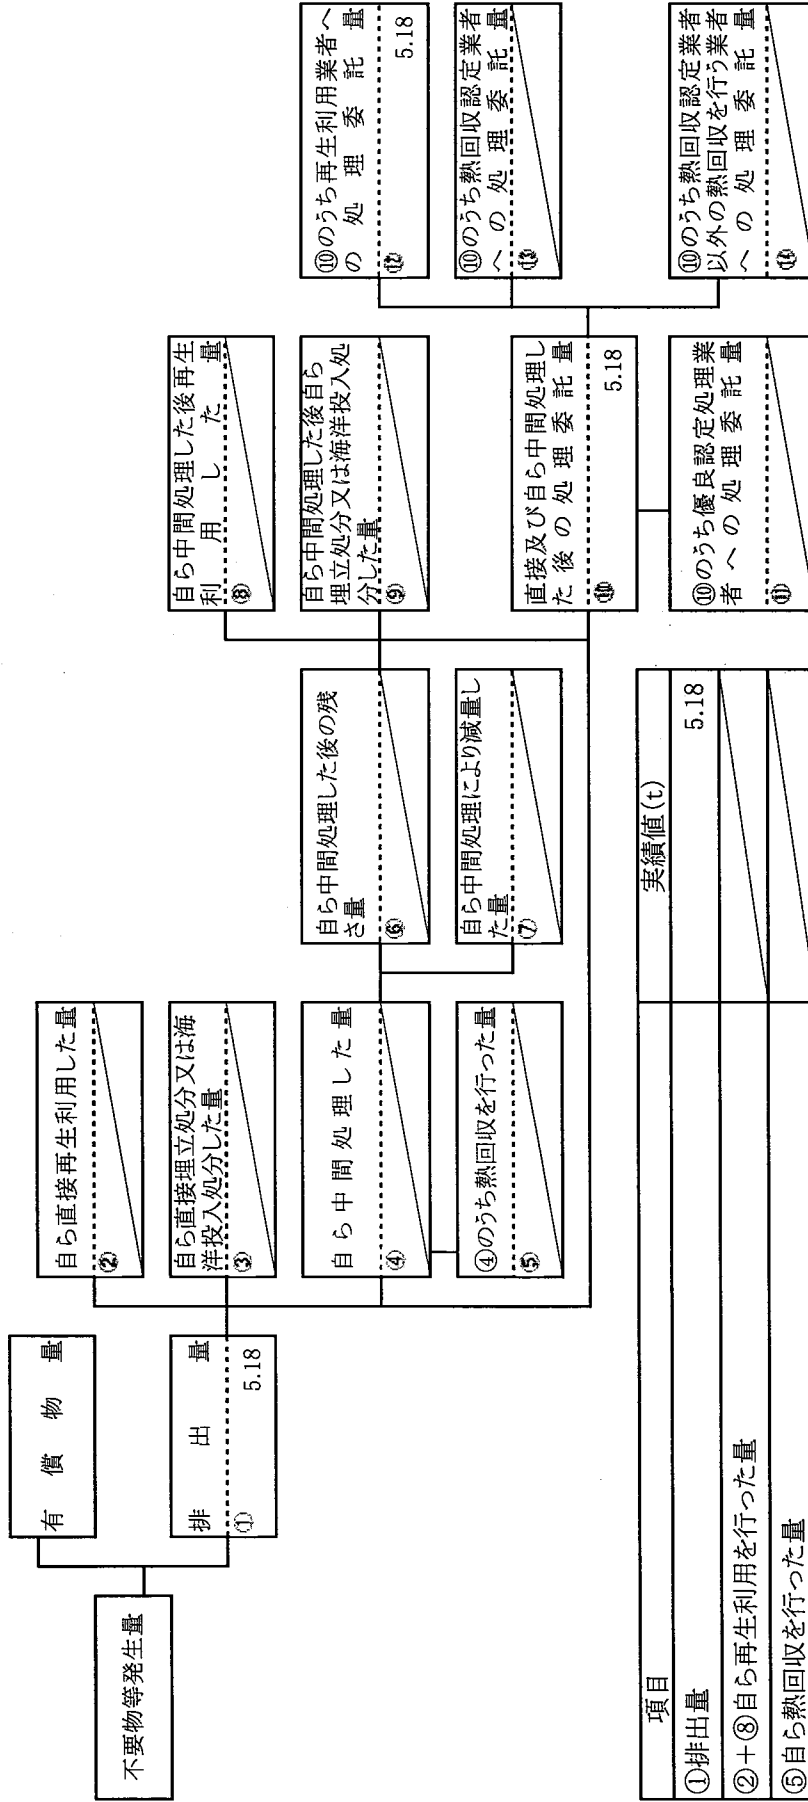 不要物等発生量
有償物量
排出量
①
5.18
自ら直接再生利用した量
②
自ら直接埋立処分又は海
洋投入処分した量
③
自ら中間処理した量
④
④のうち熱回収を行った量
⑤
自ら中間処理した後の残
さ量
⑥
自ら中間処理により減量し
た量
⑦
自ら中間処理した後再生
利用した量
⑧
自ら中間処理した後自ら
埋立処分又は海洋投入処
分した量
⑨
直接及び自ら中間処理し
た後の処理委託量
⑩
5.18
⑩のうち優良認定処理業
者への処理委託量
⑪
⑩のうち再生利用業者へ
の処理委託量
⑫
5.18
⑩のうち熱回収認定業者
への処理委託量
⑬
⑩のうち熱回収認定業者
以外の熱回収を行う業者
への処理委託量
⑭
項目 実績値(t)
①排出量 5.18
②+⑧自ら再生利用を行った量
⑤自ら熱回収を行った量